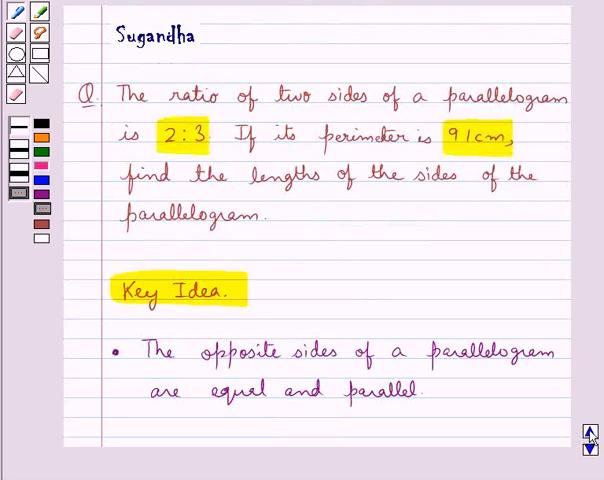 Sugandha
Q. The ratio of two sides of a parallelogram
is 2:3. If its perimeter is 91cm,
find the lengths of the sides of the
parallelogram.
Key Idea.
• The opposite sides of a parallelogram
are equal and parallel.